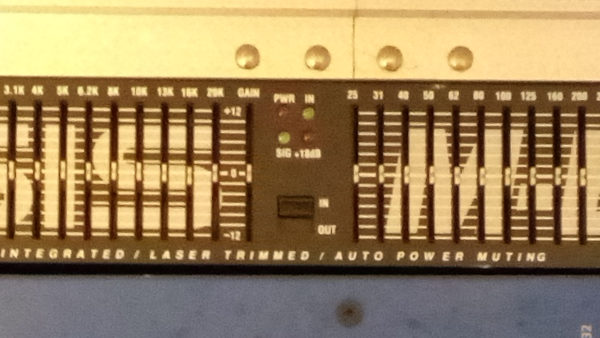 3.1K 4K 5K 6.2K 8K 10K 13K 16K 20K GAIN PWR IN 25 31 40 50 62 80 100 125 160 200
+12
SIG +18dB
0
IN
OUT
-12
INTEGRATED / LASER TRIMMED / AUTO POWER MUTING
32